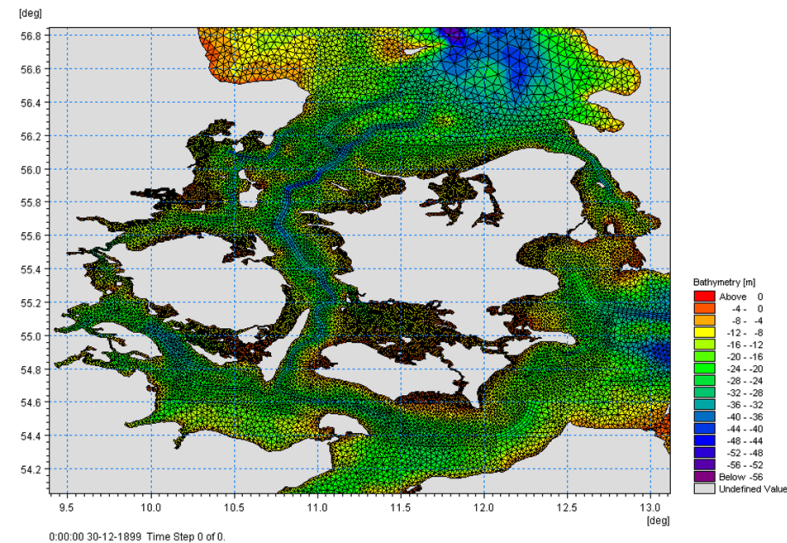 [deg]
56.8
56.6
56.4
56.2
56.0
55.8
55.6
55.4
55.2
55.0
54.8
54.6
54.4
54.2
9.5 10.0 10.5 11.0 11.5 12.0 12.5 13.0
[deg]
Bathymetry [m]
Above 0
-4 - 0
-8 - -4
-12 - -8
-16 - -12
-20 - -16
-24 - -20
-28 - -24
-32 - -28
-36 - -32
-40 - -36
-44 - -40
-48 - -44
-52 - -48
-56 - -52
Below -56
Undefined Value
0:00:00 30-12-1899 Time Step 0 of 0.